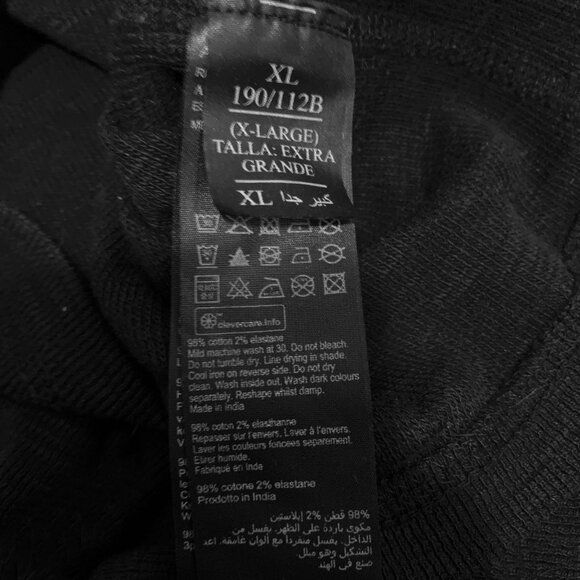 XL
190/112B
(X-LARGE)
TALLA: EXTRA
GRANDE
XL كبير جدا
clevercare.info
98% cotton 2% elastane
Mild machine wash at 30. Do not bleach.
Do not tumble dry. Line drying in shade.
Cool iron on reverse side. Do not dry
clean. Wash inside out. Wash dark colours
separately. Reshape whilst damp.
Made in India
98% coton 2% elasthanne
Repasser sur l'envers. Laver à l'envers.
Laver les couleurs foncées separement.
Etirer humide.
Fabriqué en India
98% cotone 2% elastane
Prodotto in India
98% قطن 2% إيلاستين
مكوى باردة على الظهر. يغسل من
الداخل. يغسل منفردا مع ألوان غامقة. اعد
التشكيل وهو مبلل
صنع في الهند